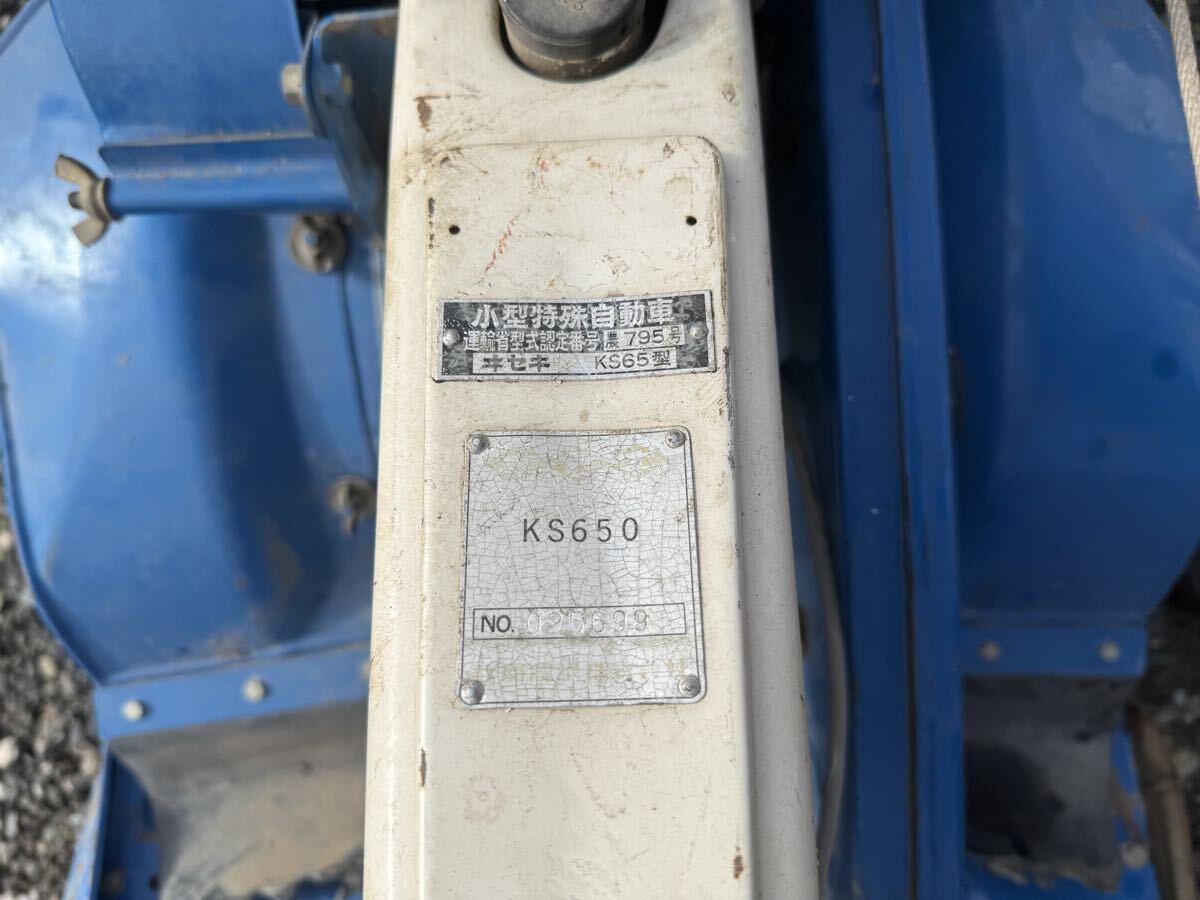 小型特殊自動車
運輸省型式認定番号 農 795号
ヰセキ KS65型
KS650
NO. 025699